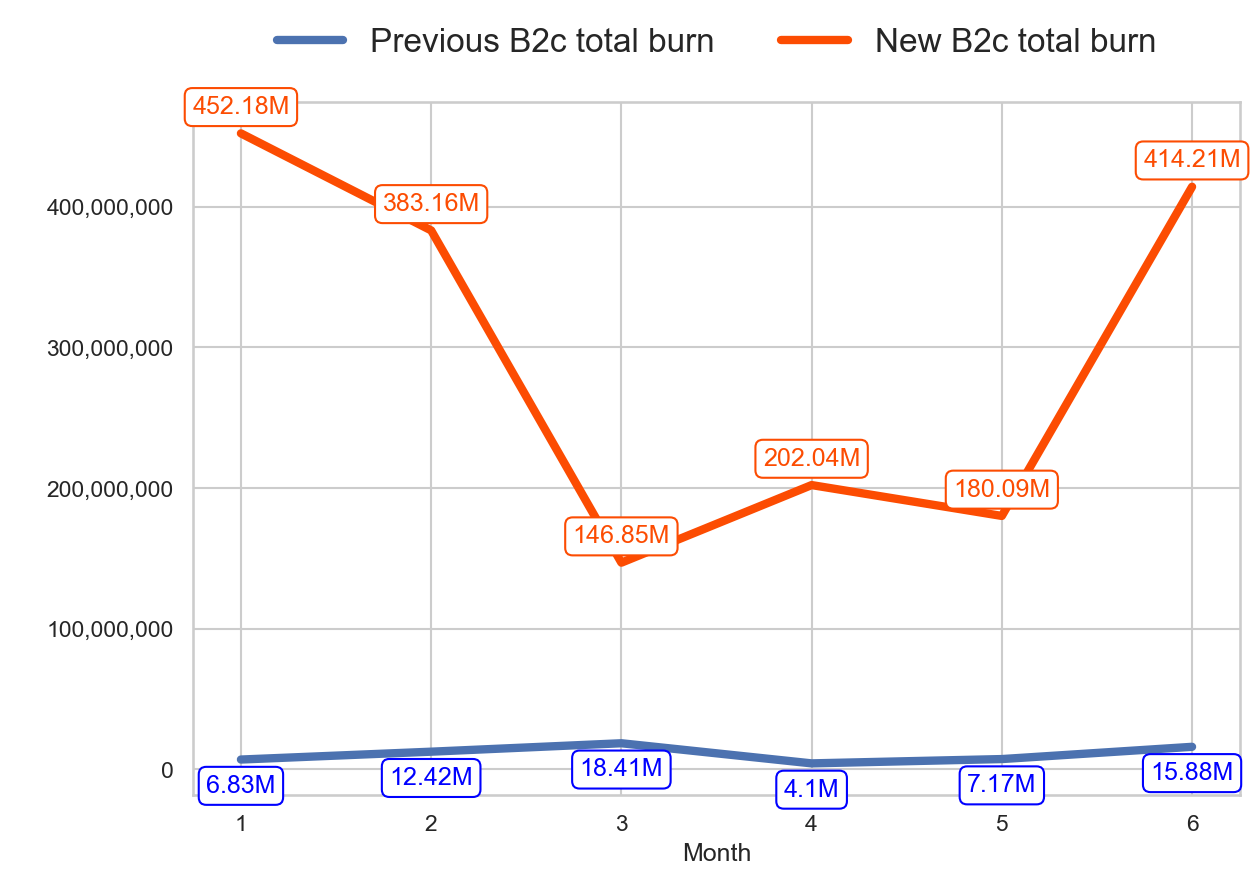 Previous B2c total burn New B2c total burn
452.18M
414.21M
383.16M
400,000,000
300,000,000
202.04M
180.09M
200,000,000
146.85M
100,000,000
0
6.83M 12.42M 18.41M 4.1M 7.17M 15.88M
1 2 3 4 5 6
Month